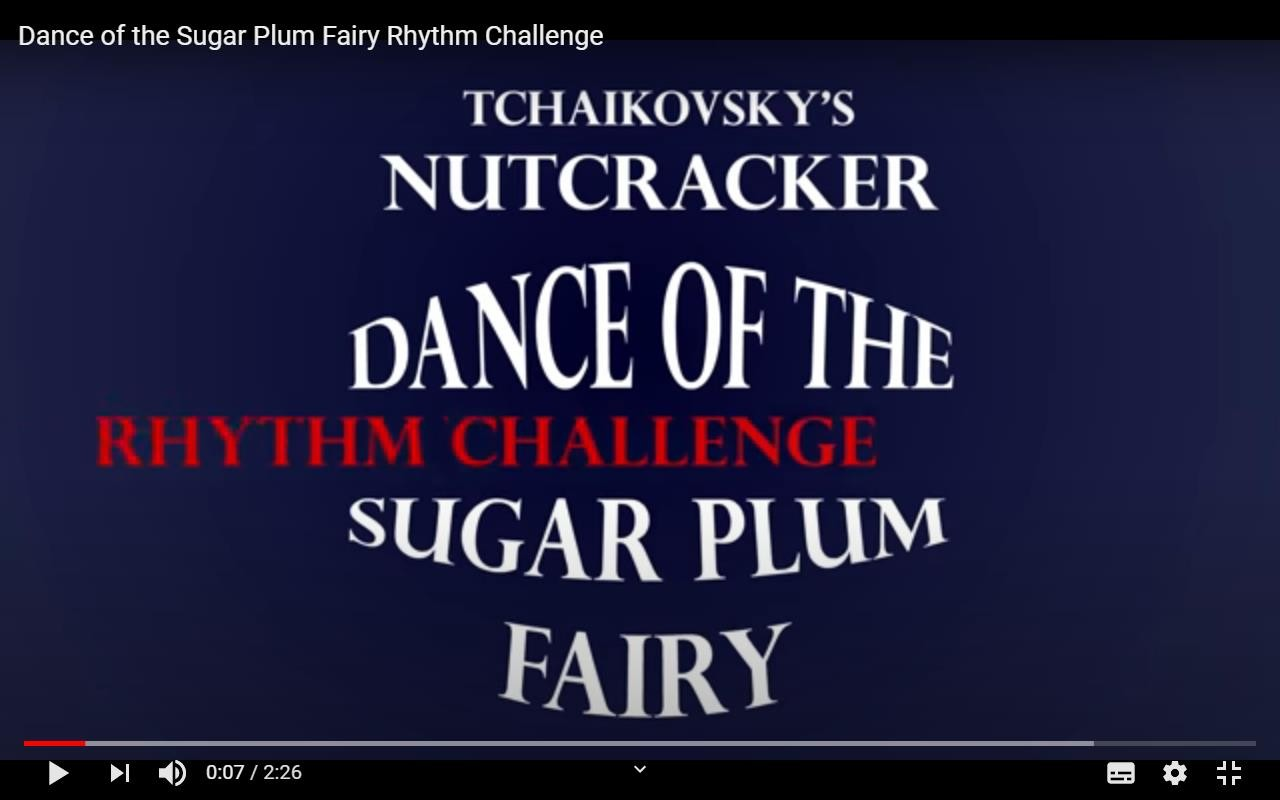 Dance of the Sugar Plum Fairy Rhythm Challenge
TCHAIKOVSKY'S
NUTCRACKER
DANCE OF THE
RHYTHM CHALLENGE
SUGAR PLUM
FAIRY
0:07 / 2:26